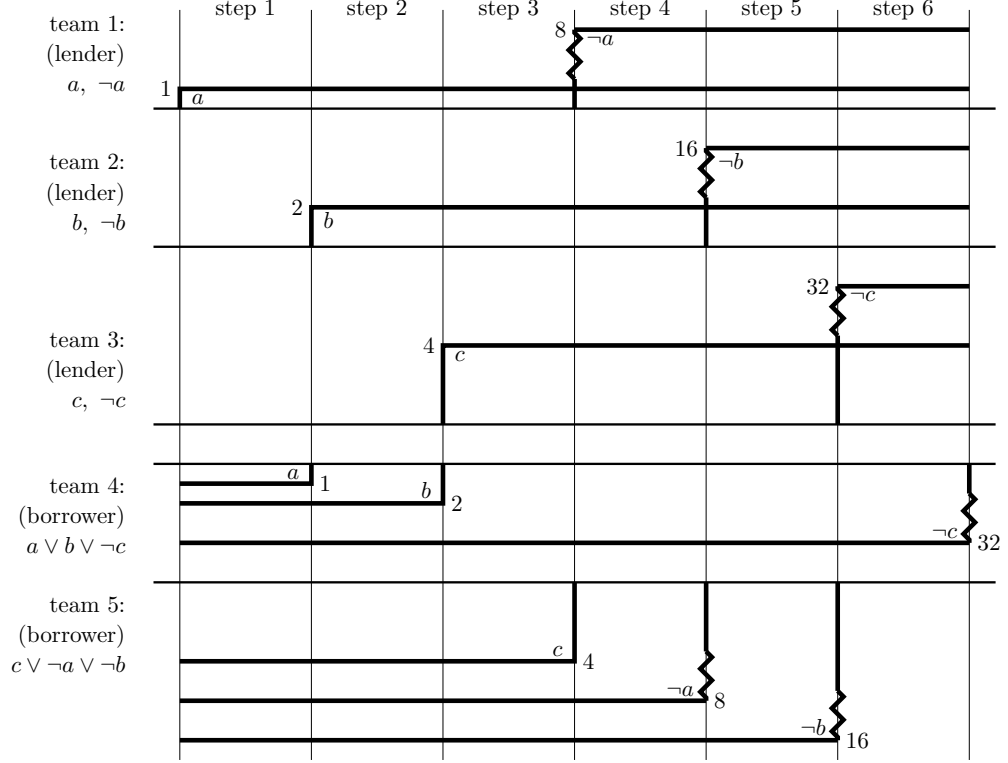 step 1 step 2 step 3 step 4 step 5 step 6
team 1:
(lender)
a, ¬a
1 a
8 ¬a
team 2:
(lender)
b, ¬b
2 b
16 ¬b
team 3:
(lender)
c, ¬c
4 c
32 ¬c
team 4:
(borrower)
a ∨ b ∨ ¬c
a 1
b 2
¬c 32
team 5:
(borrower)
c ∨ ¬a ∨ ¬b
c 4
¬a 8
¬b 16